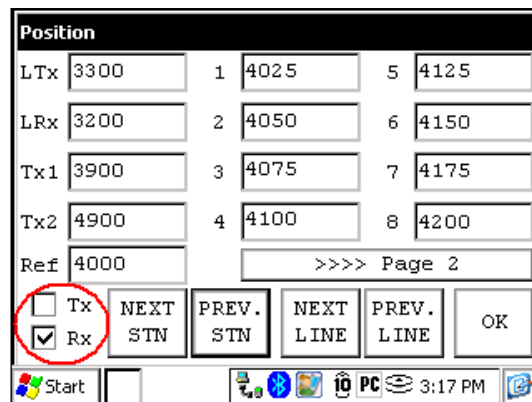 Position
LTx 3300 1 4025 5 4125
LRx 3200 2 4050 6 4150
Tx1 3900 3 4075 7 4175
Tx2 4900 4 4100 8 4200
Ref 4000 >>>> Page 2
Tx
Rx
NEXT STN
PREV. STN
NEXT LINE
PREV. LINE
OK
Start PC 3:17 PM